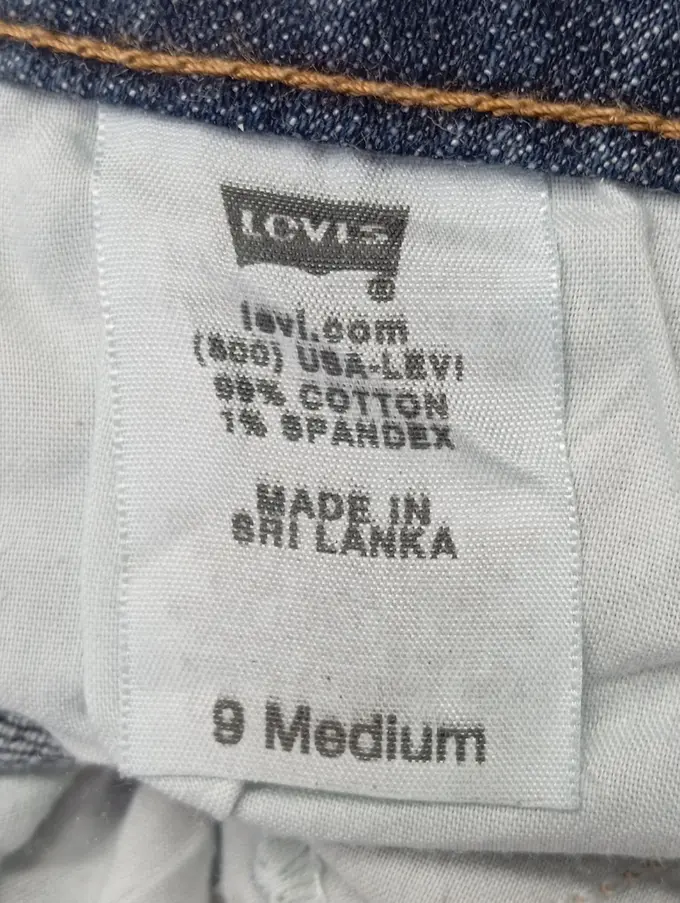 LEVI'S
®
levi.com
(800) USA-LEVI
99% COTTON
1% SPANDEX
MADE IN
SRI LANKA
9 Medium